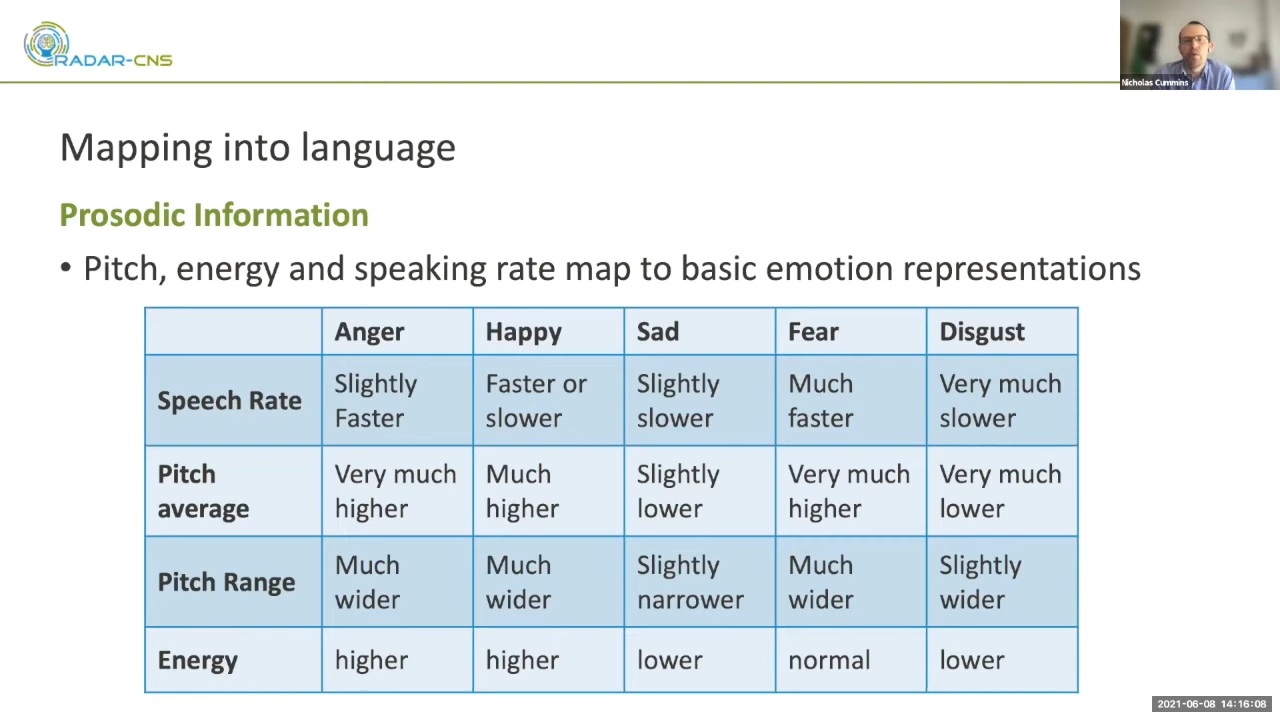 RADAR-CNS
Nicholas Cummins
Mapping into language
Prosodic Information
• Pitch, energy and speaking rate map to basic emotion representations
Anger Happy Sad Fear Disgust
Speech Rate Slightly Faster Faster or slower Slightly slower Much faster Very much slower
Pitch average Very much higher Much higher Slightly lower Very much higher Very much lower
Pitch Range Much wider Much wider Slightly narrower Much wider Slightly wider
Energy higher higher lower normal lower
2021-06-08 14:16:08